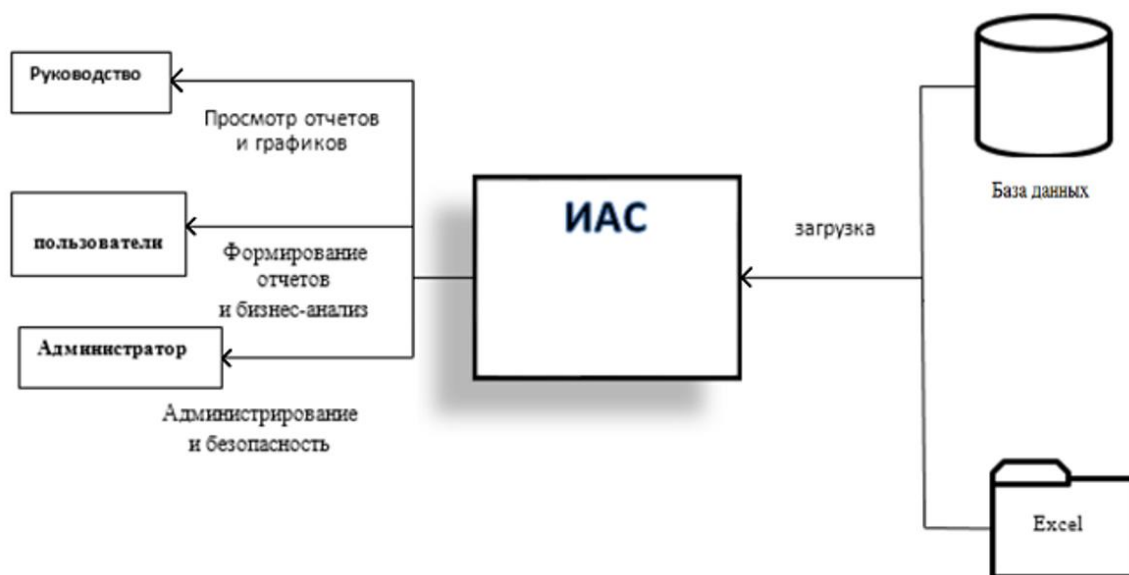 Руководство
Просмотр отчетов
и графиков
пользователи
Формирование
отчетов
и бизнес-анализ
Администратор
Администрирование
и безопасность
ИАС
загрузка
База данных
Excel